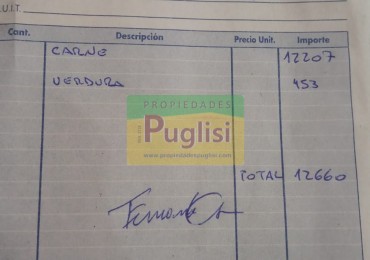 U.I.T.
Cant. Descripción Precio Unit. Importe
CARNE 12207
VERDURA 453
PROPIEDADES
Puglisi
www.propiedadespuglisi.com
TOTAL 12660